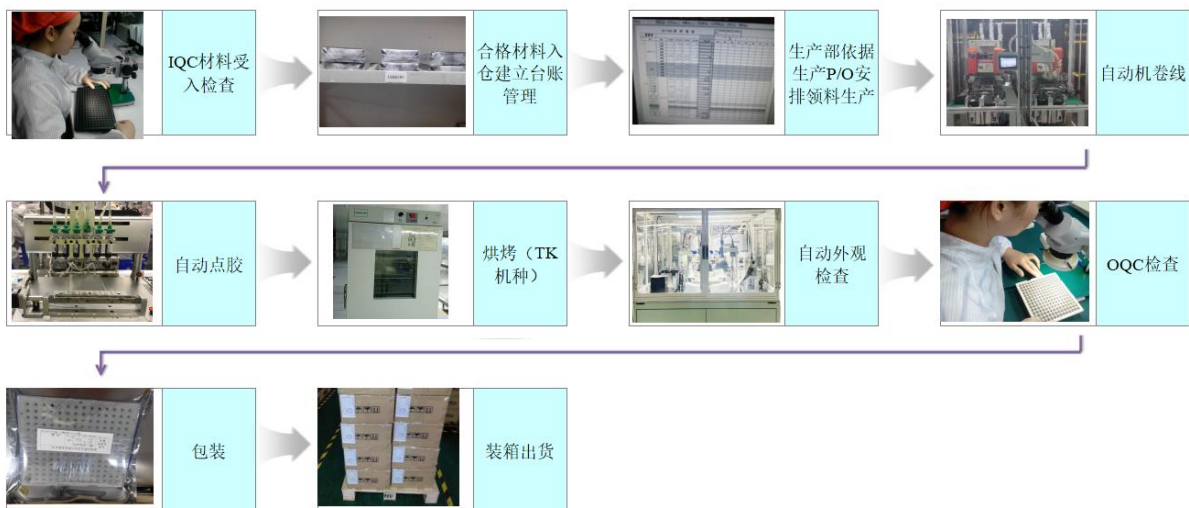 IQC材料受
入检查
合格材料入
仓建立台账
管理
生产部依据
生产P/O安
排领料生产
自动机卷线
自动点胶
烘烤（TK
机种）
自动外观
检查
OQC检查
包装
装箱出货